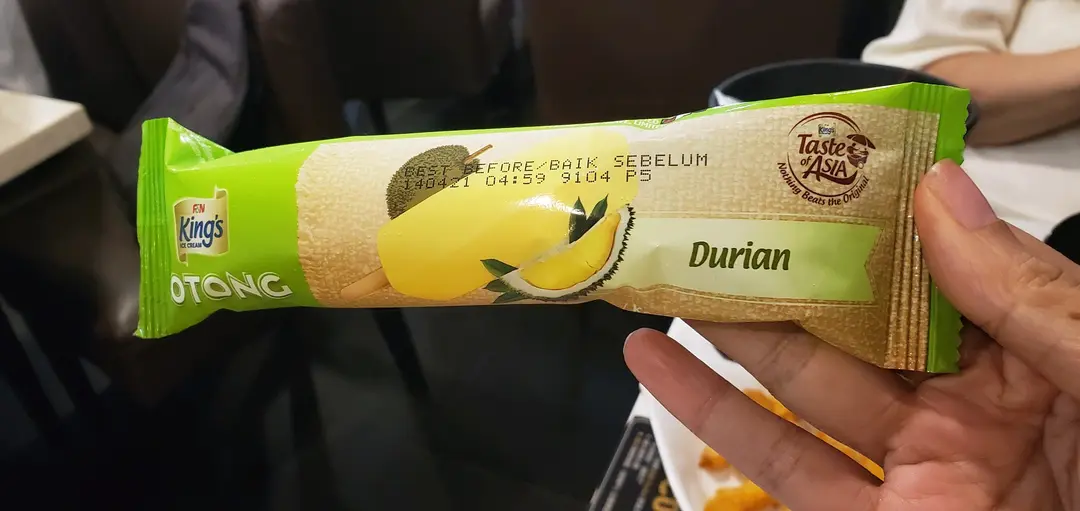 F&N
King's
ICE CREAM
OTONG
BEST BEFORE/BAIK SEBELUM
140421 04:59 9104 P5
King's
Taste
of ASIA
Nothing Beats the Original
Durian